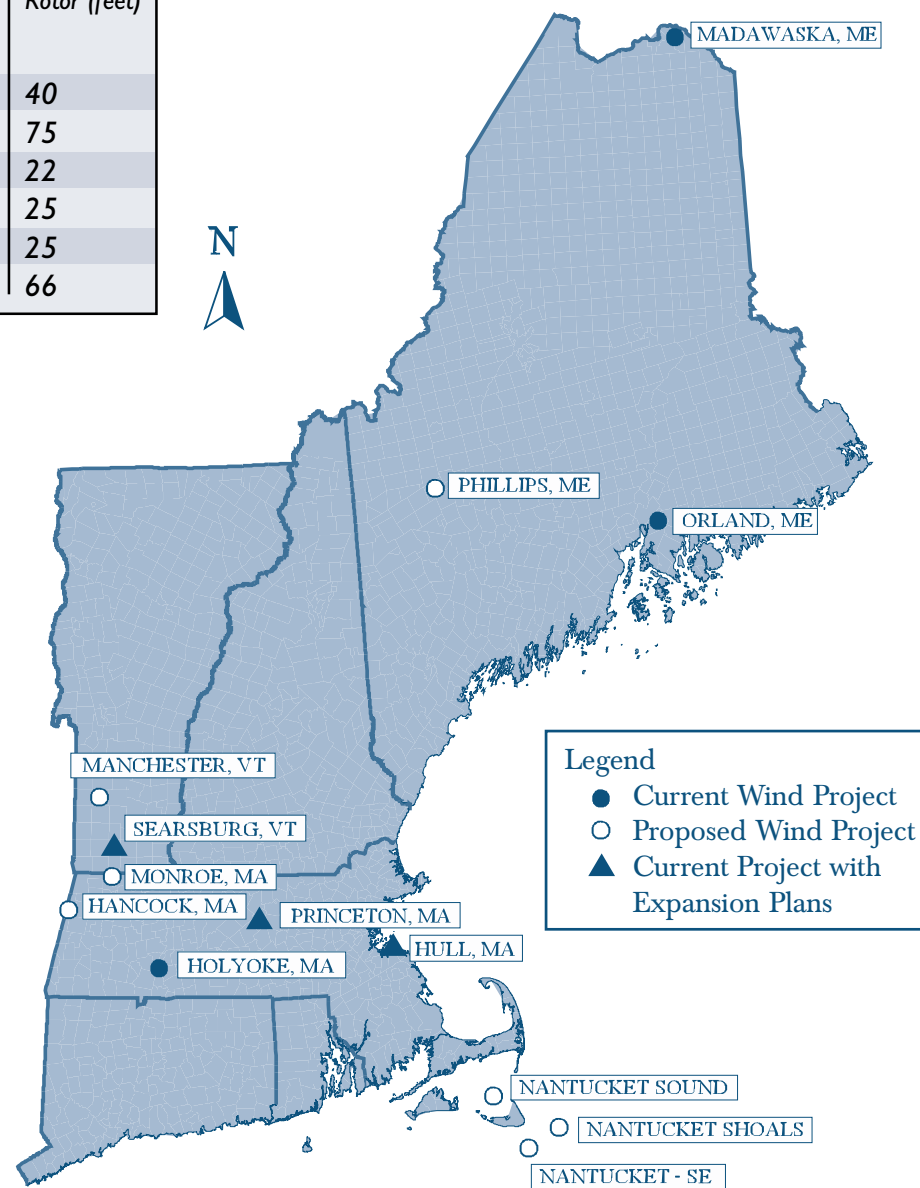 Rotor (feet)
40
75
22
25
25
66
N
MADAWASKA, ME
PHILLIPS, ME
ORLAND, ME
MANCHESTER, VT
SEARSBURG, VT
MONROE, MA
HANCOCK, MA
PRINCETON, MA
HULL, MA
HOLYOKE, MA
Legend
Current Wind Project
Proposed Wind Project
Current Project with
Expansion Plans
NANTUCKET SOUND
NANTUCKET SHOALS
NANTUCKET - SE